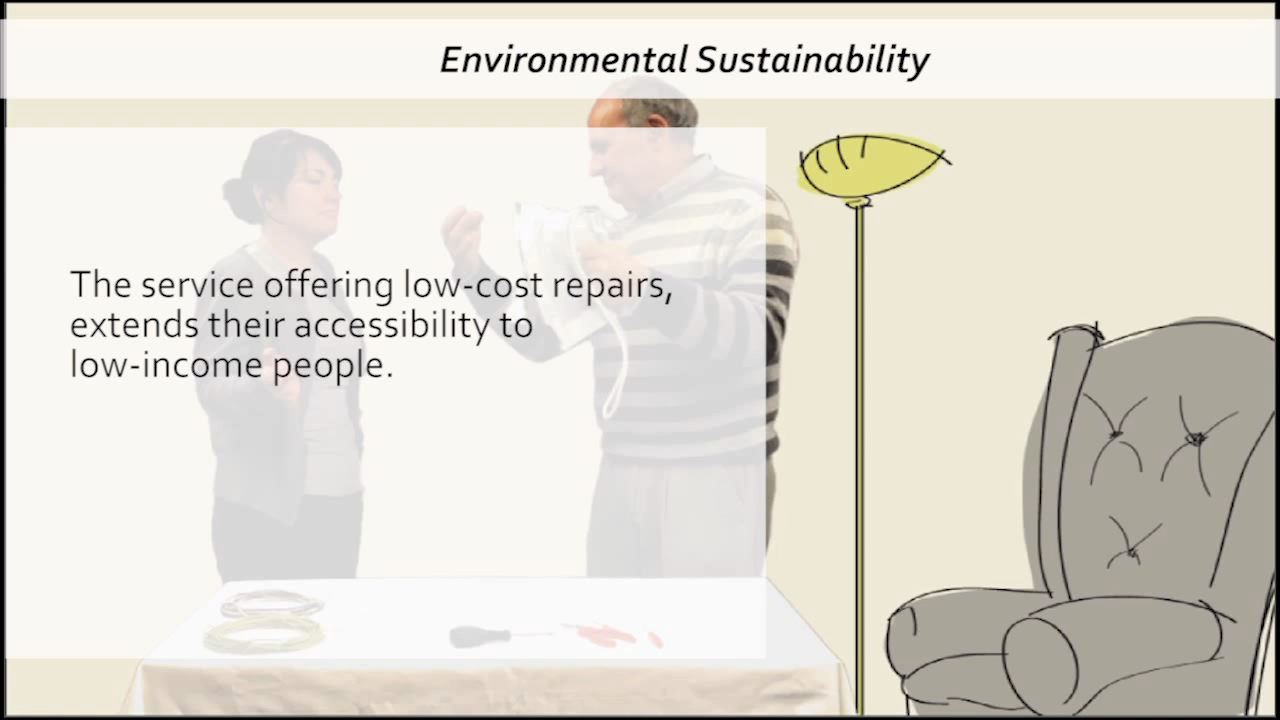 Environmental Sustainability
The service offering low-cost repairs,
extends their accessibility to
low-income people.